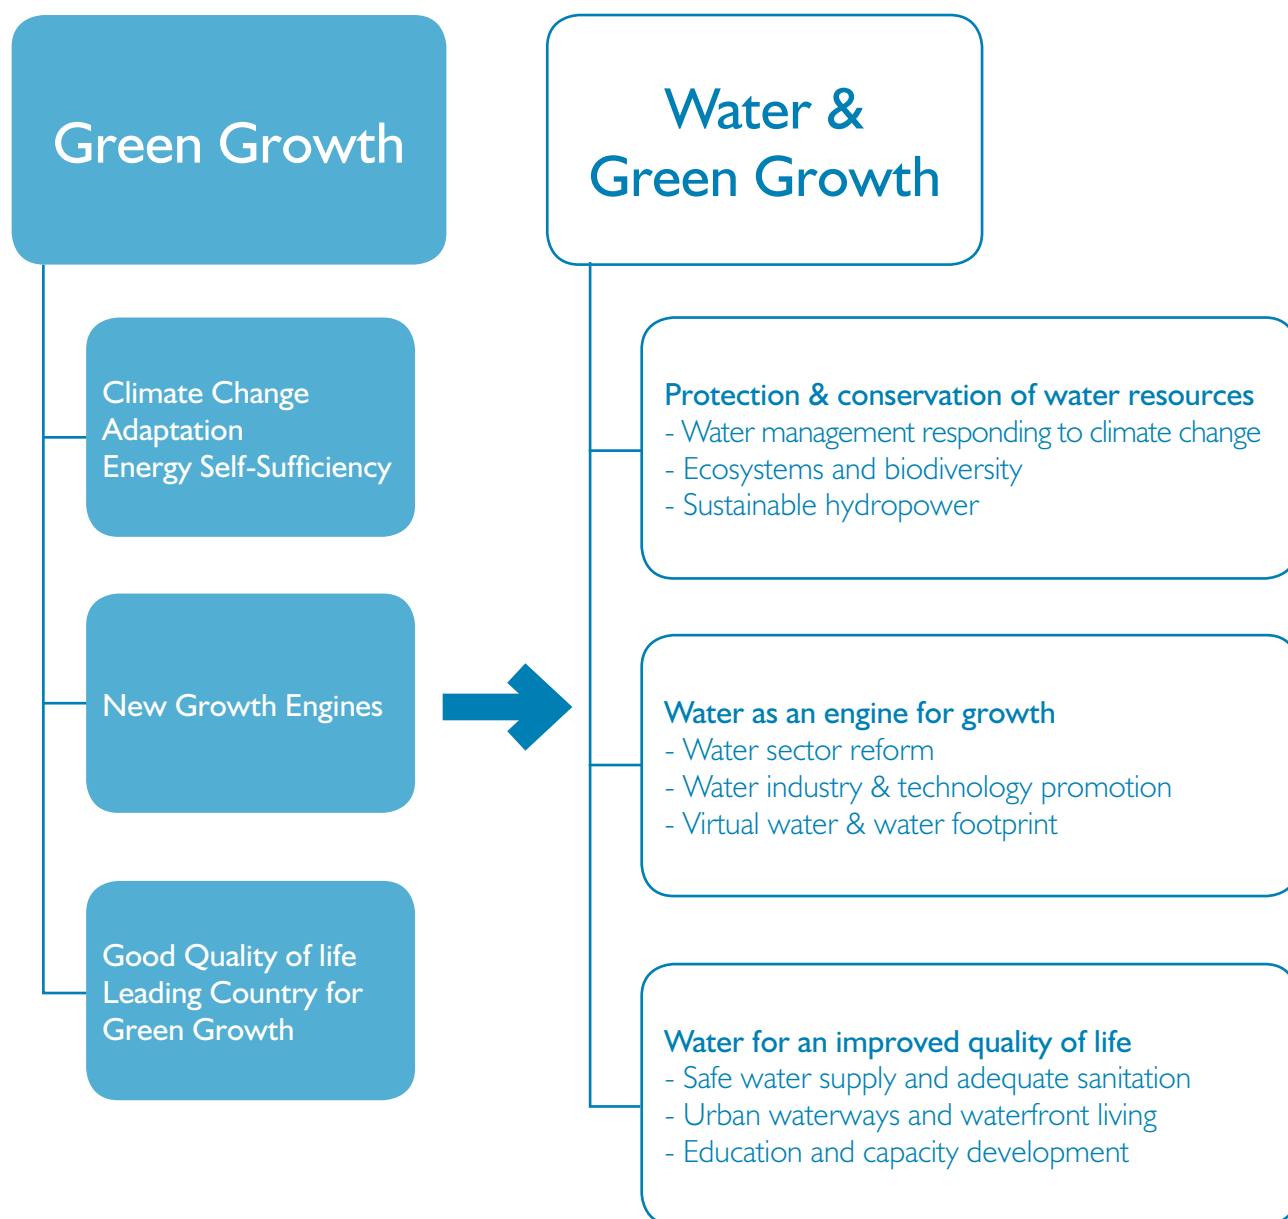 Green Growth
Climate Change
Adaptation
Energy Self-Sufficiency
New Growth Engines
Good Quality of life
Leading Country for
Green Growth
Water &
Green Growth
Protection & conservation of water resources
- Water management responding to climate change
- Ecosystems and biodiversity
- Sustainable hydropower
Water as an engine for growth
- Water sector reform
- Water industry & technology promotion
- Virtual water & water footprint
Water for an improved quality of life
- Safe water supply and adequate sanitation
- Urban waterways and waterfront living
- Education and capacity development